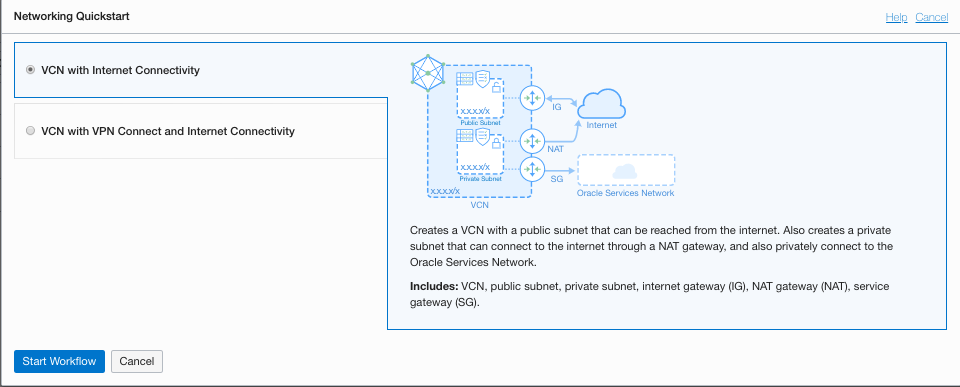 Networking Quickstart
Help Cancel
VCN with Internet Connectivity
VCN with VPN Connect and Internet Connectivity
X.X.X.X/X
Public Subnet
IG
Internet
NAT
X.X.X.X/X
Private Subnet
SG
X.X.X.X/X
Oracle Services Network
VCN
Creates a VCN with a public subnet that can be reached from the internet. Also creates a private
subnet that can connect to the internet through a NAT gateway, and also privately connect to the
Oracle Services Network.
Includes: VCN, public subnet, private subnet, internet gateway (IG), NAT gateway (NAT), service
gateway (SG).
Start Workflow Cancel